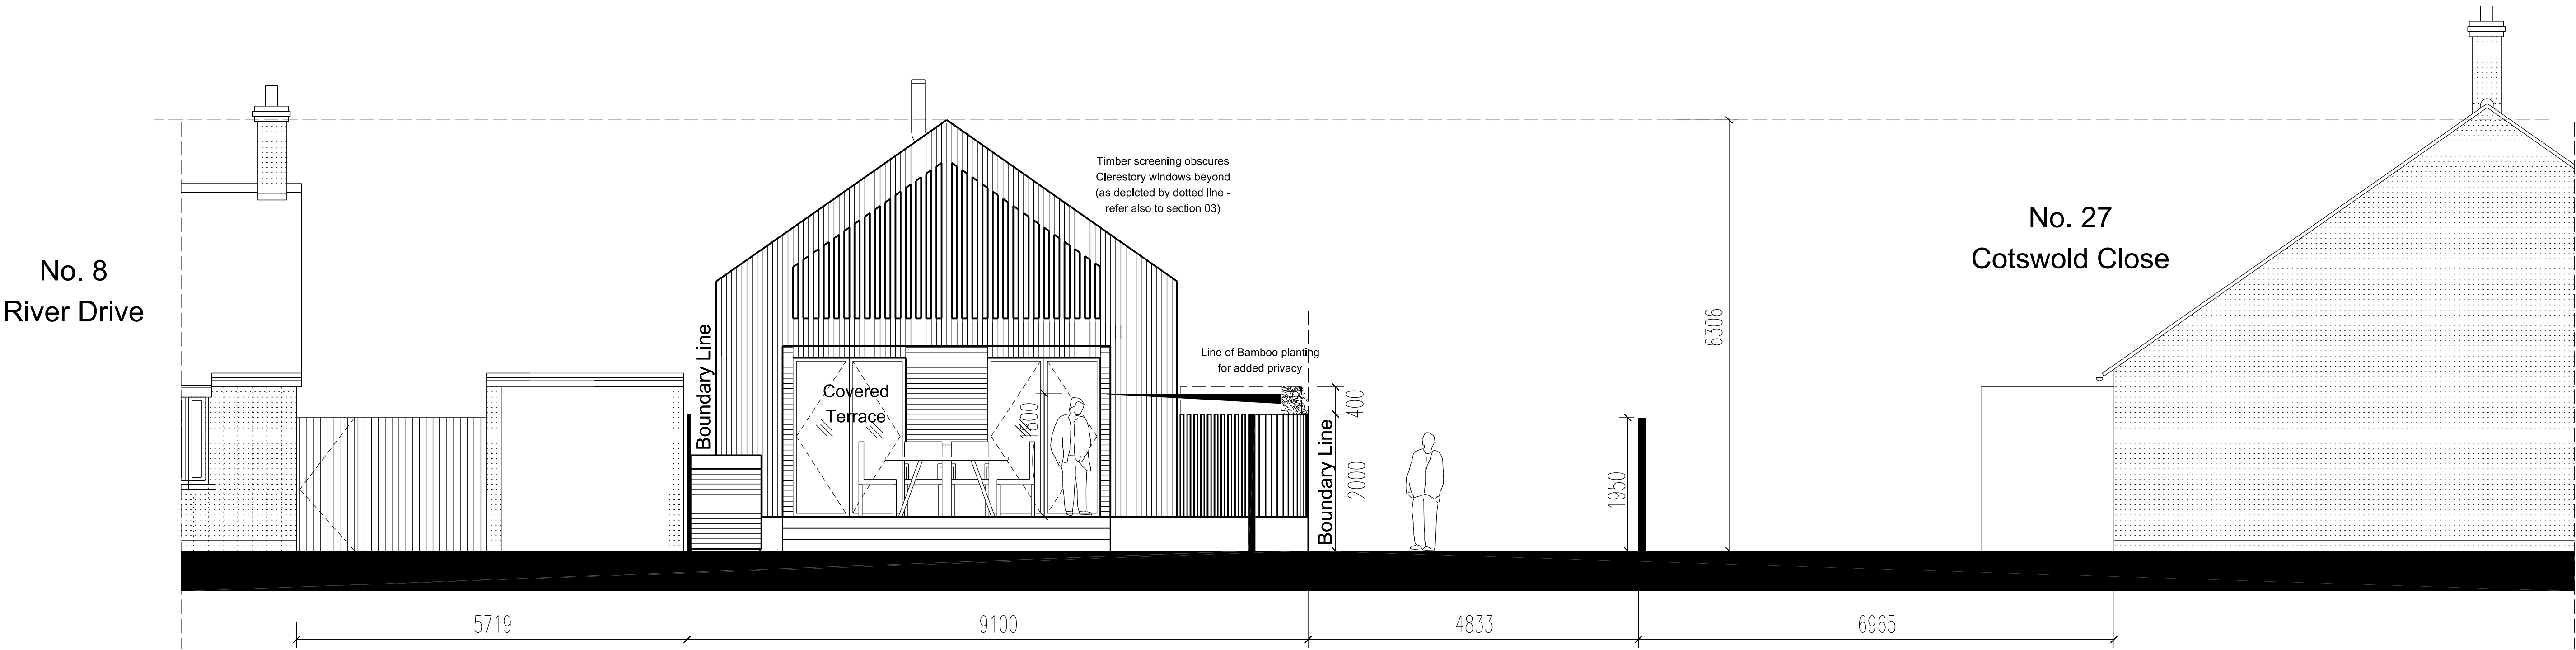 No. 8
River Drive
Boundary Line
Covered
Terrace
1800
Timber screening obscures
Clerestory windows beyond
(as depicted by dotted line -
refer also to section 03)
Line of Bamboo planting
for added privacy
400
2000
Boundary Line
1950
6306
No. 27
Cotswold Close
5719
9100
4833
6965